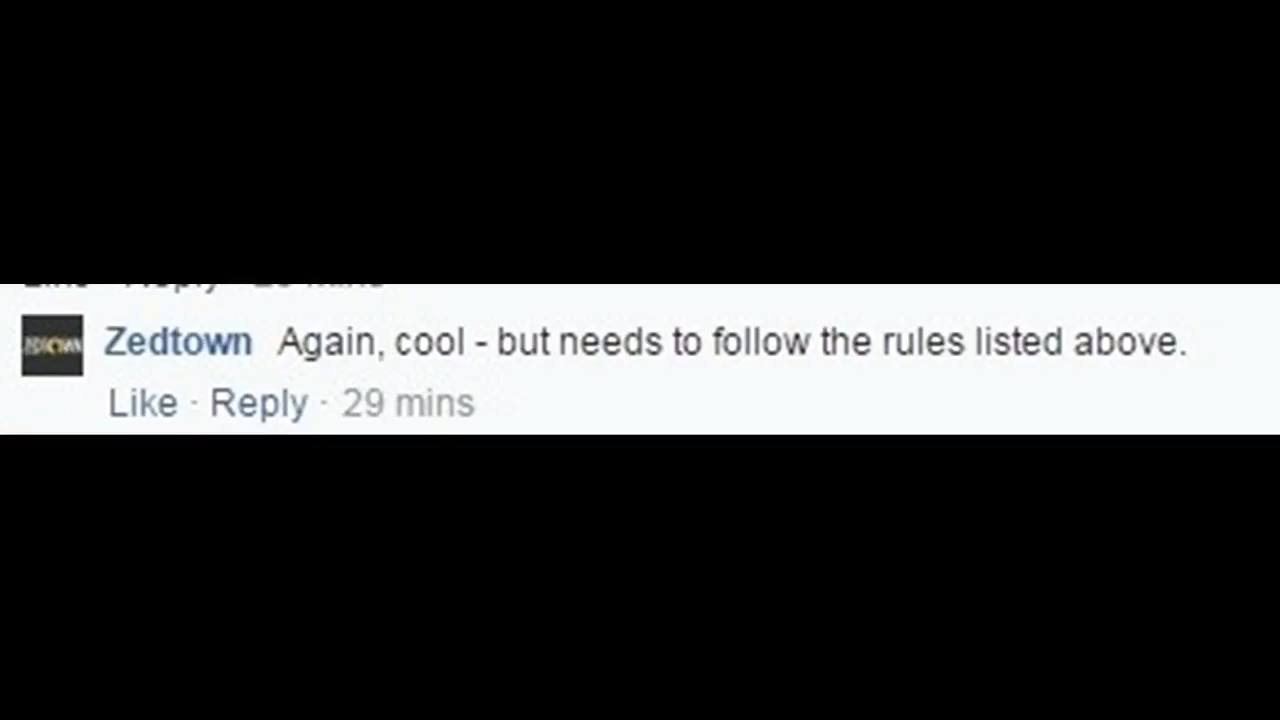 Zedtown Again, cool - but needs to follow the rules listed above.
Like · Reply · 29 mins